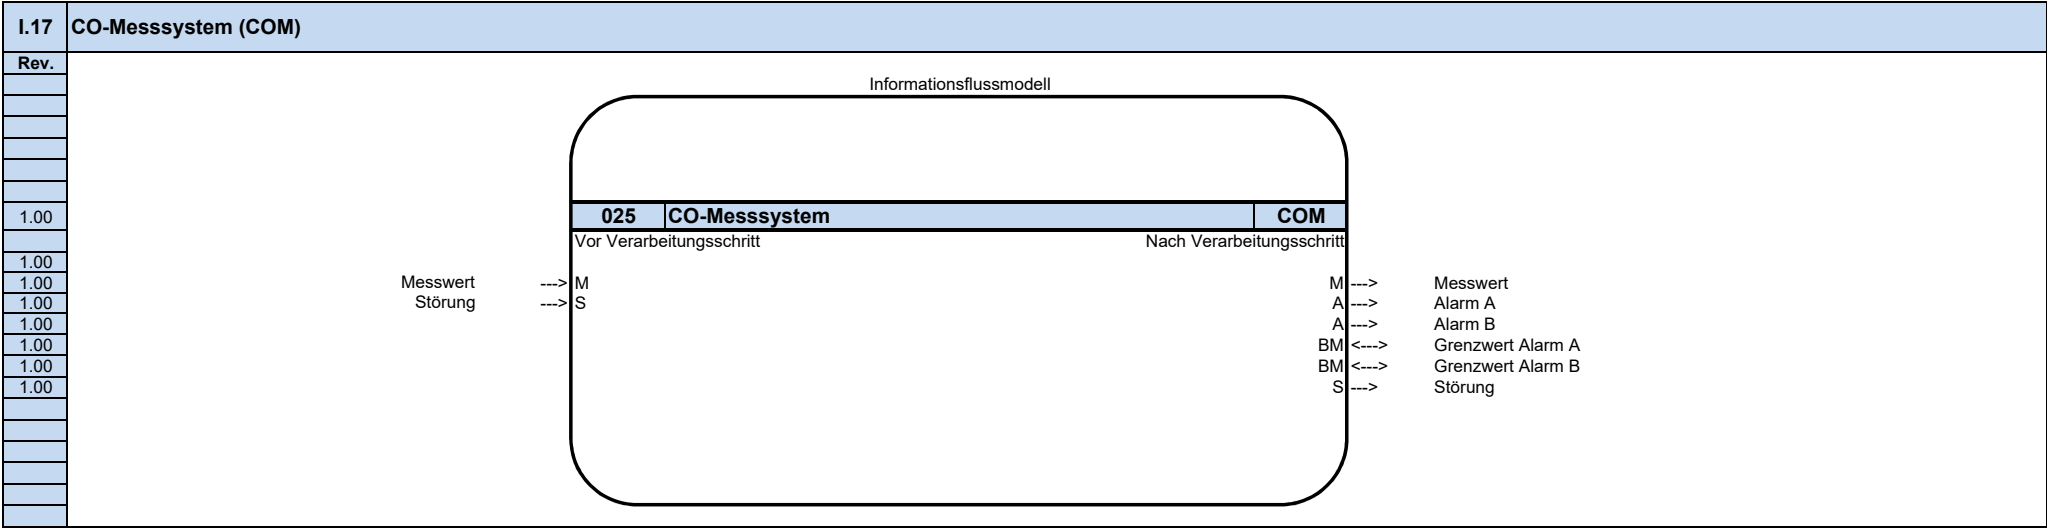 I.17 CO-Messsystem (COM)
Rev.
Informationsflussmodell
1.00 025 CO-Messsystem COM
Vor Verarbeitungsschritt Nach Verarbeitungsschritt
1.00
1.00 Messwert ---> M M ---> Messwert
1.00 Störung ---> S A ---> Alarm A
1.00 A ---> Alarm B
1.00 BM <---> Grenzwert Alarm A
1.00 BM <---> Grenzwert Alarm B
1.00 S ---> Störung